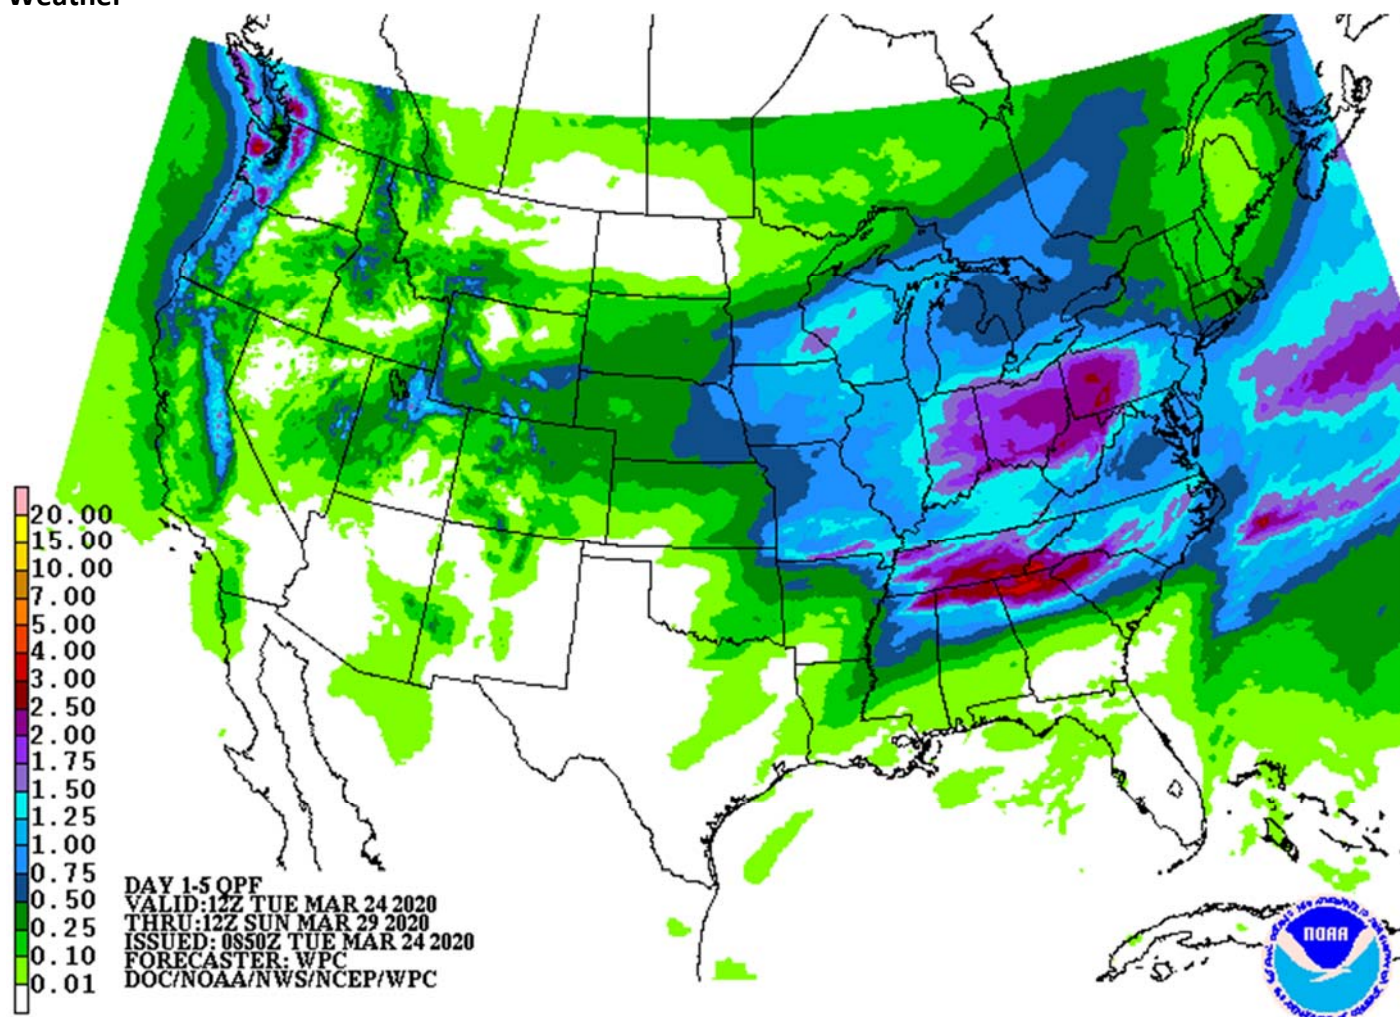 Weather
20.00
15.00
10.00
7.00
5.00
4.00
3.00
2.50
2.00
1.75
1.50
1.25
1.00
0.75
0.50
0.25
0.10
0.01
DAY 1-5 QPF
VALID:12Z TUE MAR 24 2020
THRU:12Z SUN MAR 29 2020
ISSUED: 0850Z TUE MAR 24 2020
FORECASTER: WPC
DOC/NOAA/NWS/NCEP/WPC
NOAA